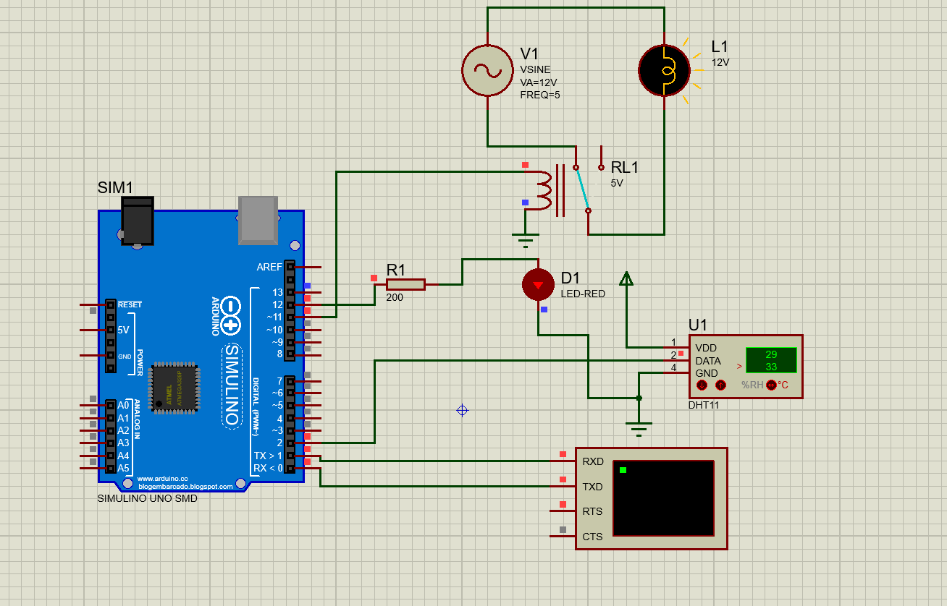 V1
VSINE
VA=12V
FREQ=5
L1
12V
RL1
5V
SIM1
AREF
RESET
5V
GND
POWER
13
12
~11
~10
~9
8
ARDUINO
SIMULINO
DIGITAL (PWM~)
7
~6
~5
4
~3
2
TX > 1
RX < 0
ANALOG IN
A0
A1
A2
A3
A4
A5
www.arduino.cc
blogembarcado.blogspot.com
SIMULINO UNO SMD
R1
200
D1
LED-RED
U1
1
VDD
2
DATA
4
GND
29
33
>
%RH
°C
DHT11
RXD
TXD
RTS
CTS